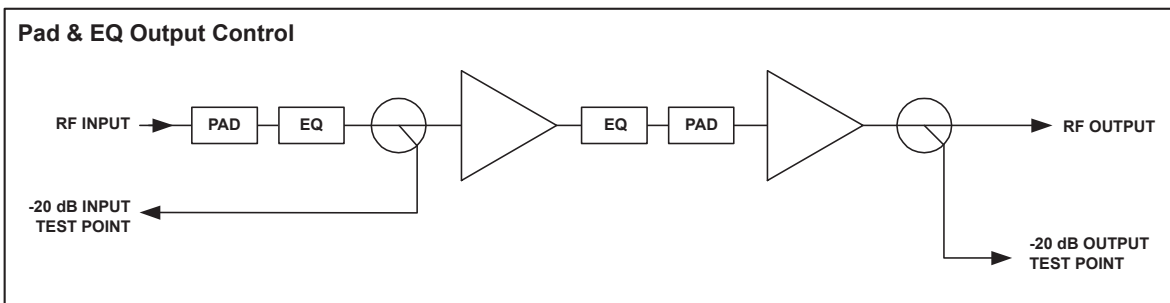 Pad & EQ Output Control
RF INPUT
PAD
EQ
EQ
PAD
RF OUTPUT
-20 dB INPUT
TEST POINT
-20 dB OUTPUT
TEST POINT